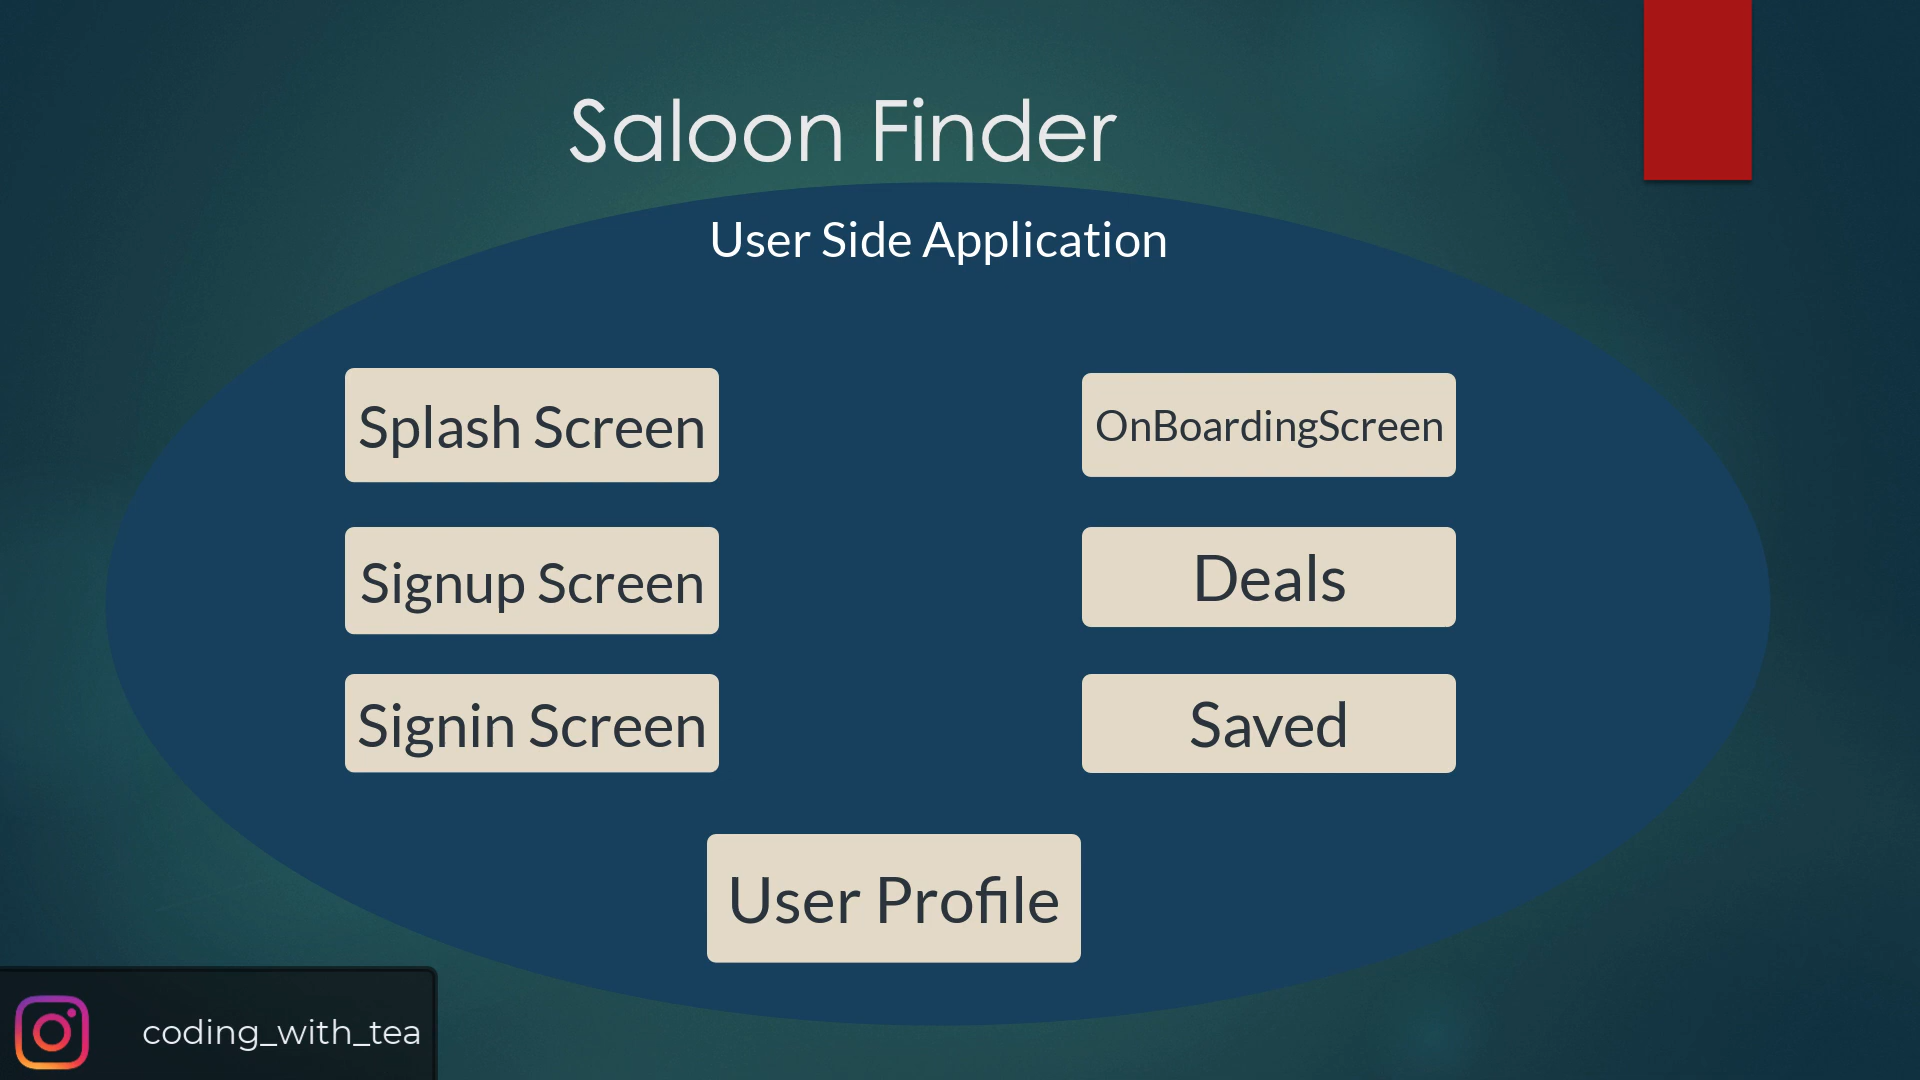 Saloon Finder
User Side Application
Splash Screen
OnBoardingScreen
Signup Screen
Deals
Signin Screen
Saved
User Profile
coding_with_tea